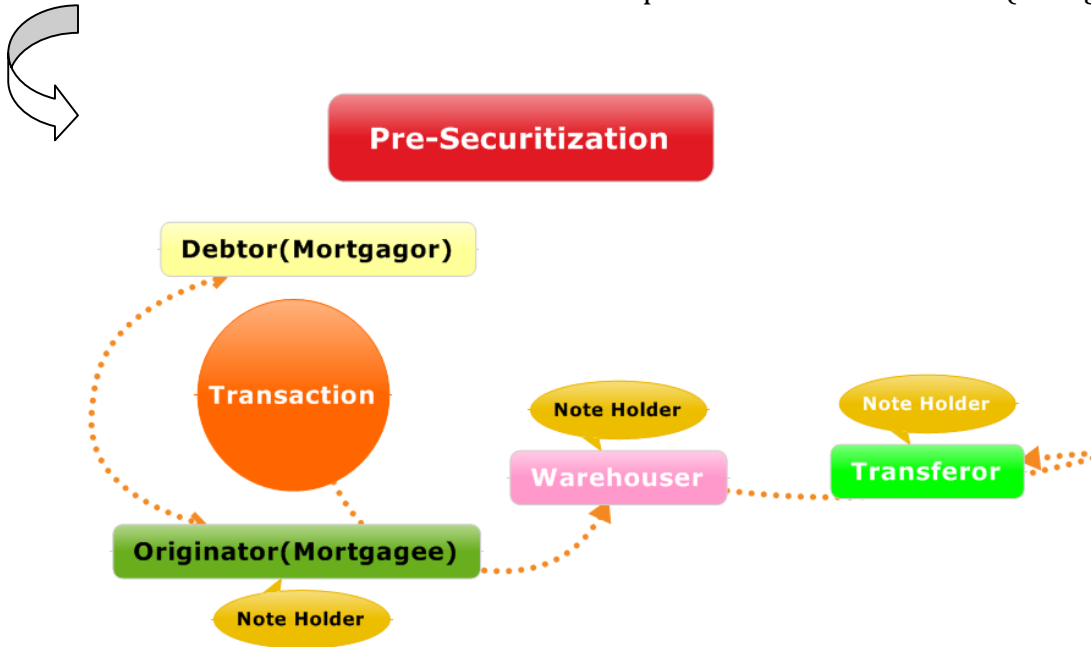 Pre-Securitization
Debtor(Mortgagor)
Transaction
Note Holder
Note Holder
Warehouser
Transferor
Originator(Mortgagee)
Note Holder